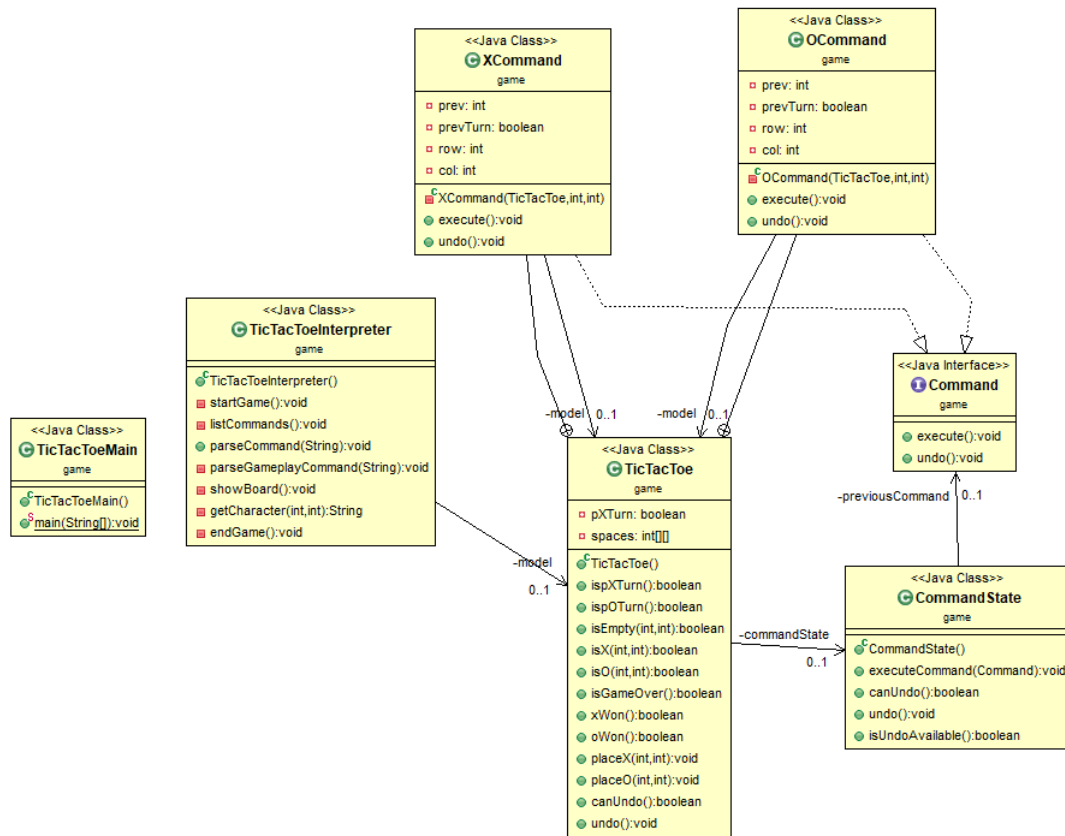 <<Java Class>>
XCommand
game
prev: int
prevTurn: boolean
row: int
col: int
XCommand(TicTacToe,int,int)
execute():void
undo():void
<<Java Class>>
OCommand
game
prev: int
prevTurn: boolean
row: int
col: int
OCommand(TicTacToe,int,int)
execute():void
undo():void
<<Java Class>>
TicTacToeInterpreter
game
TicTacToeInterpreter()
startGame():void
listCommands():void
parseCommand(String):void
parseGameplayCommand(String):void
showBoard():void
getCharacter(int,int):String
endGame():void
<<Java Interface>>
Command
game
execute():void
undo():void
<<Java Class>>
TicTacToeMain
game
TicTacToeMain()
main(String[]):void
-model
0..1
-model
0..1
-model
0..1
<<Java Class>>
TicTacToe
game
pXTurn: boolean
spaces: int[][]
TicTacToe()
ispXTurn():boolean
ispOTurn():boolean
isEmpty(int,int):boolean
isX(int,int):boolean
isO(int,int):boolean
isGameOver():boolean
xWon():boolean
oWon():boolean
placeX(int,int):void
placeO(int,int):void
canUndo():boolean
undo():void
-previousCommand
0..1
-commandState
0..1
<<Java Class>>
CommandState
game
CommandState()
executeCommand(Command):void
canUndo():boolean
undo():void
isUndoAvailable():boolean